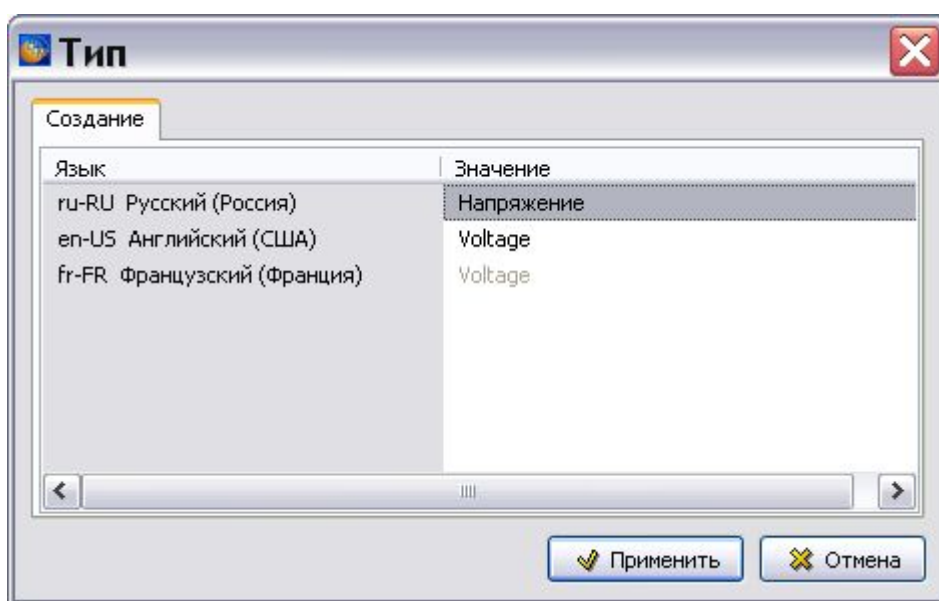 Тип
Создание
Язык Значение
ru-RU Русский (Россия) Напряжение
en-US Английский (США) Voltage
fr-FR Французский (Франция) Voltage
Применить Отмена